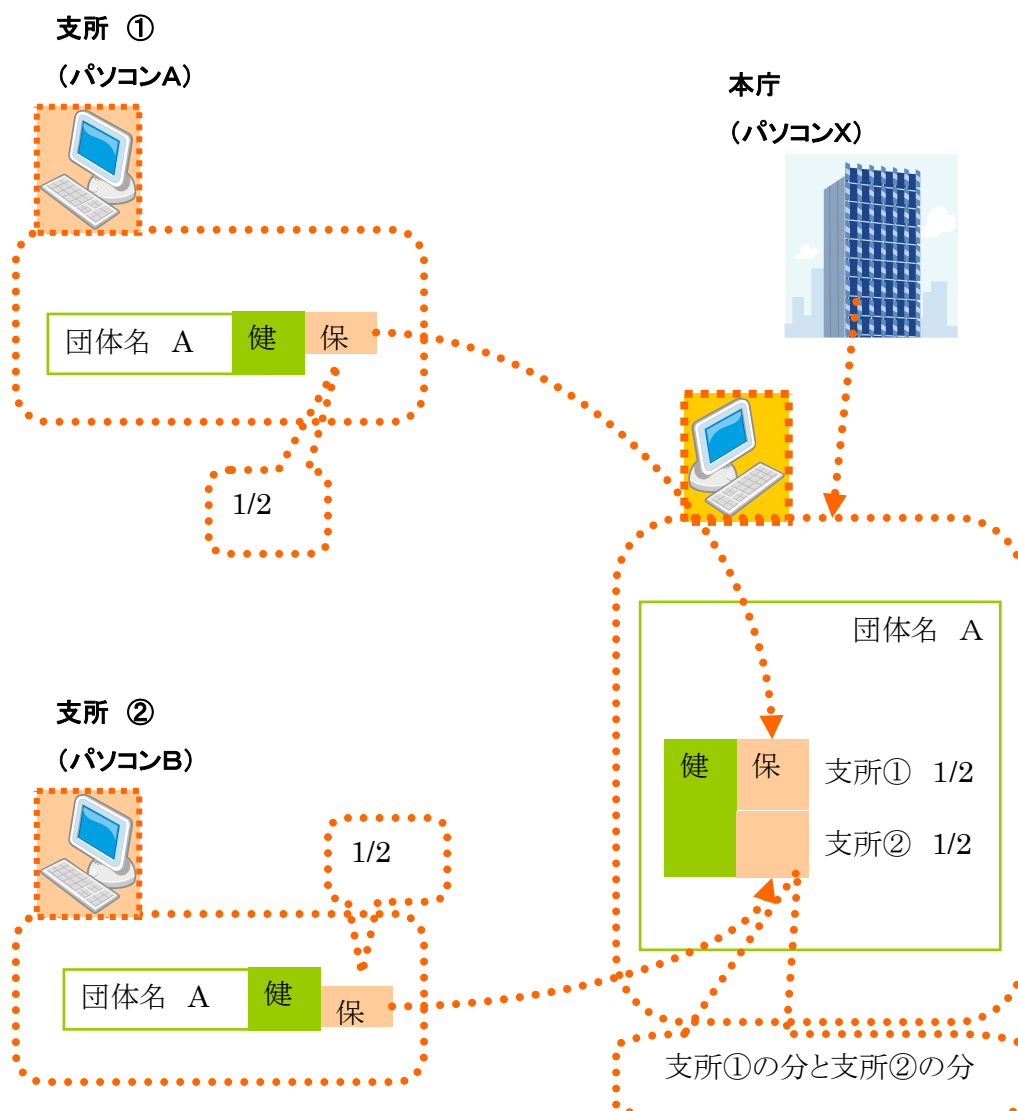 支所 ①
（パソコンA）
本庁
（パソコンX）
団体名 A 健 保
1/2
団体名 A
支所 ②
（パソコンB）
健 保 支所① 1/2
支所② 1/2
1/2
団体名 A 健 保
支所①の分と支所②の分